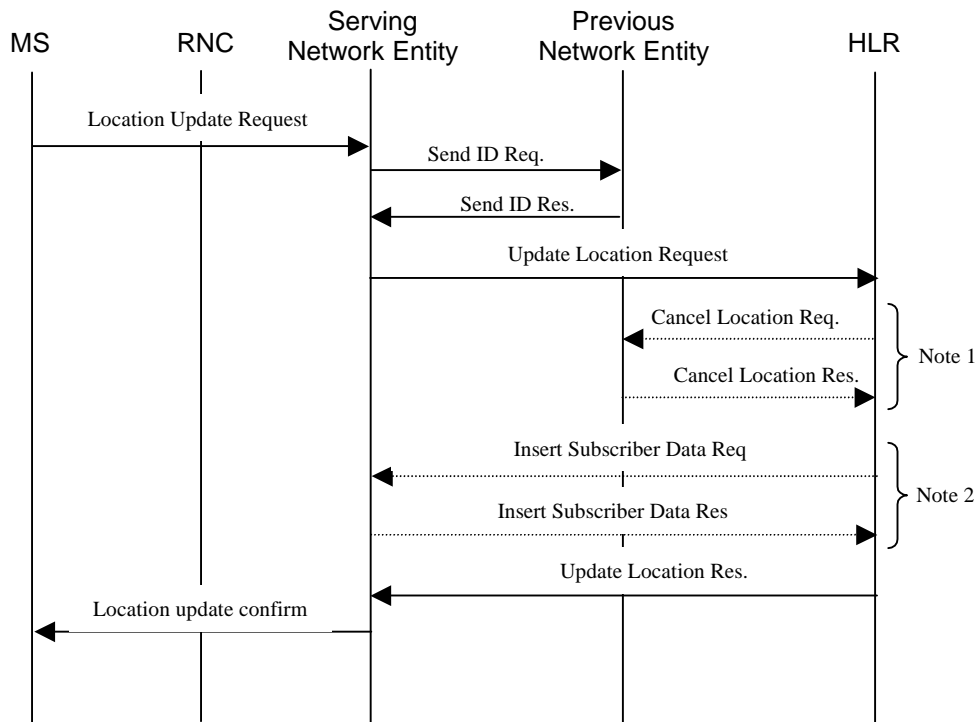 MS
RNC
Serving
Network Entity
Previous
Network Entity
HLR
Location Update Request
Send ID Req.
Send ID Res.
Update Location Request
Cancel Location Req.
Note 1
Cancel Location Res.
Insert Subscriber Data Req
Note 2
Insert Subscriber Data Res
Update Location Res.
Location update confirm